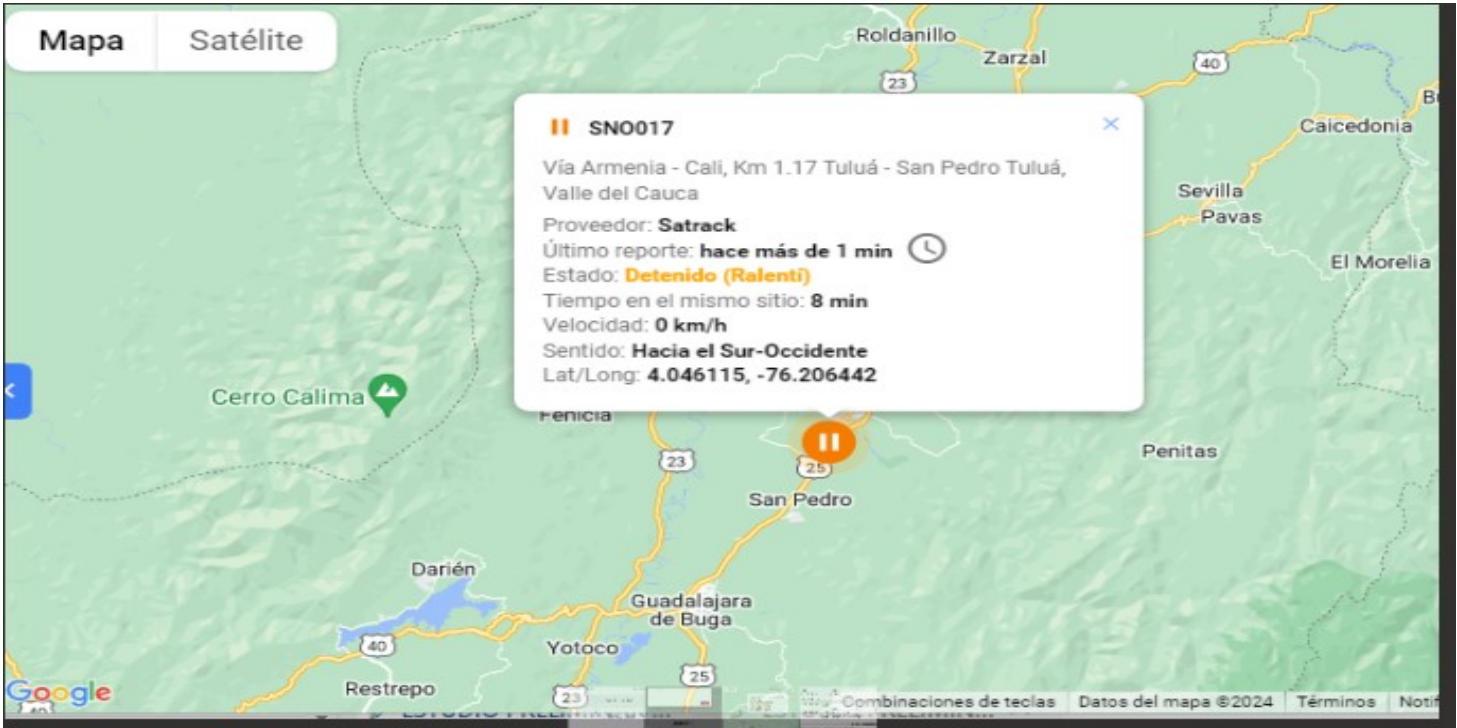 Mapa
Satélite
Roldanillo
Zarzal
40
23
Caicedonia
SNO017
Vía Armenia - Cali, Km 1.17 Tuluá - San Pedro Tuluá,
Valle del Cauca
Proveedor: Satrack
Último reporte: hace más de 1 min
Estado: Detenido (Ralentí)
Tiempo en el mismo sitio: 8 min
Velocidad: 0 km/h
Sentido: Hacia el Sur-Occidente
Lat/Long: 4.046115, -76.206442
Sevilla
Pavas
El Morelia
Cerro Calima
Fenicia
23
25
Penitas
San Pedro
Darién
Guadalajara
de Buga
40
Yotoco
25
Google
Restrepo
23
Combinaciones de teclas
Datos del mapa ©2024
Términos
Notif
40